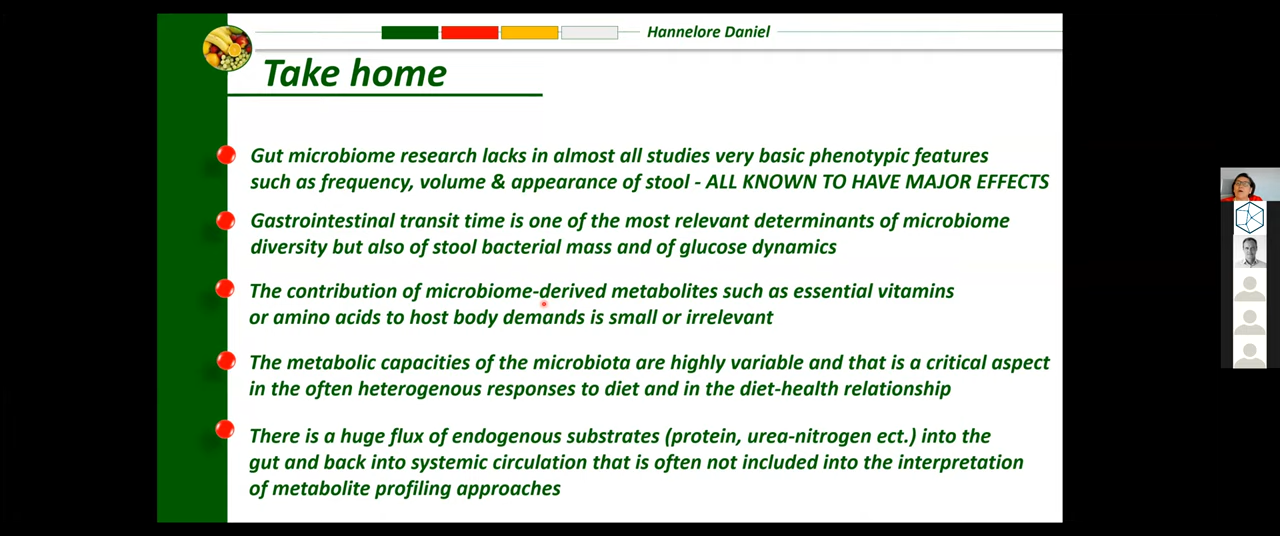 Hannelore Daniel
Take home
Gut microbiome research lacks in almost all studies very basic phenotypic features
such as frequency, volume & appearance of stool - ALL KNOWN TO HAVE MAJOR EFFECTS
Gastrointestinal transit time is one of the most relevant determinants of microbiome
diversity but also of stool bacterial mass and of glucose dynamics
The contribution of microbiome-derived metabolites such as essential vitamins
or amino acids to host body demands is small or irrelevant
The metabolic capacities of the microbiota are highly variable and that is a critical aspect
in the often heterogenous responses to diet and in the diet-health relationship
There is a huge flux of endogenous substrates (protein, urea-nitrogen ect.) into the
gut and back into systemic circulation that is often not included into the interpretation
of metabolite profiling approaches